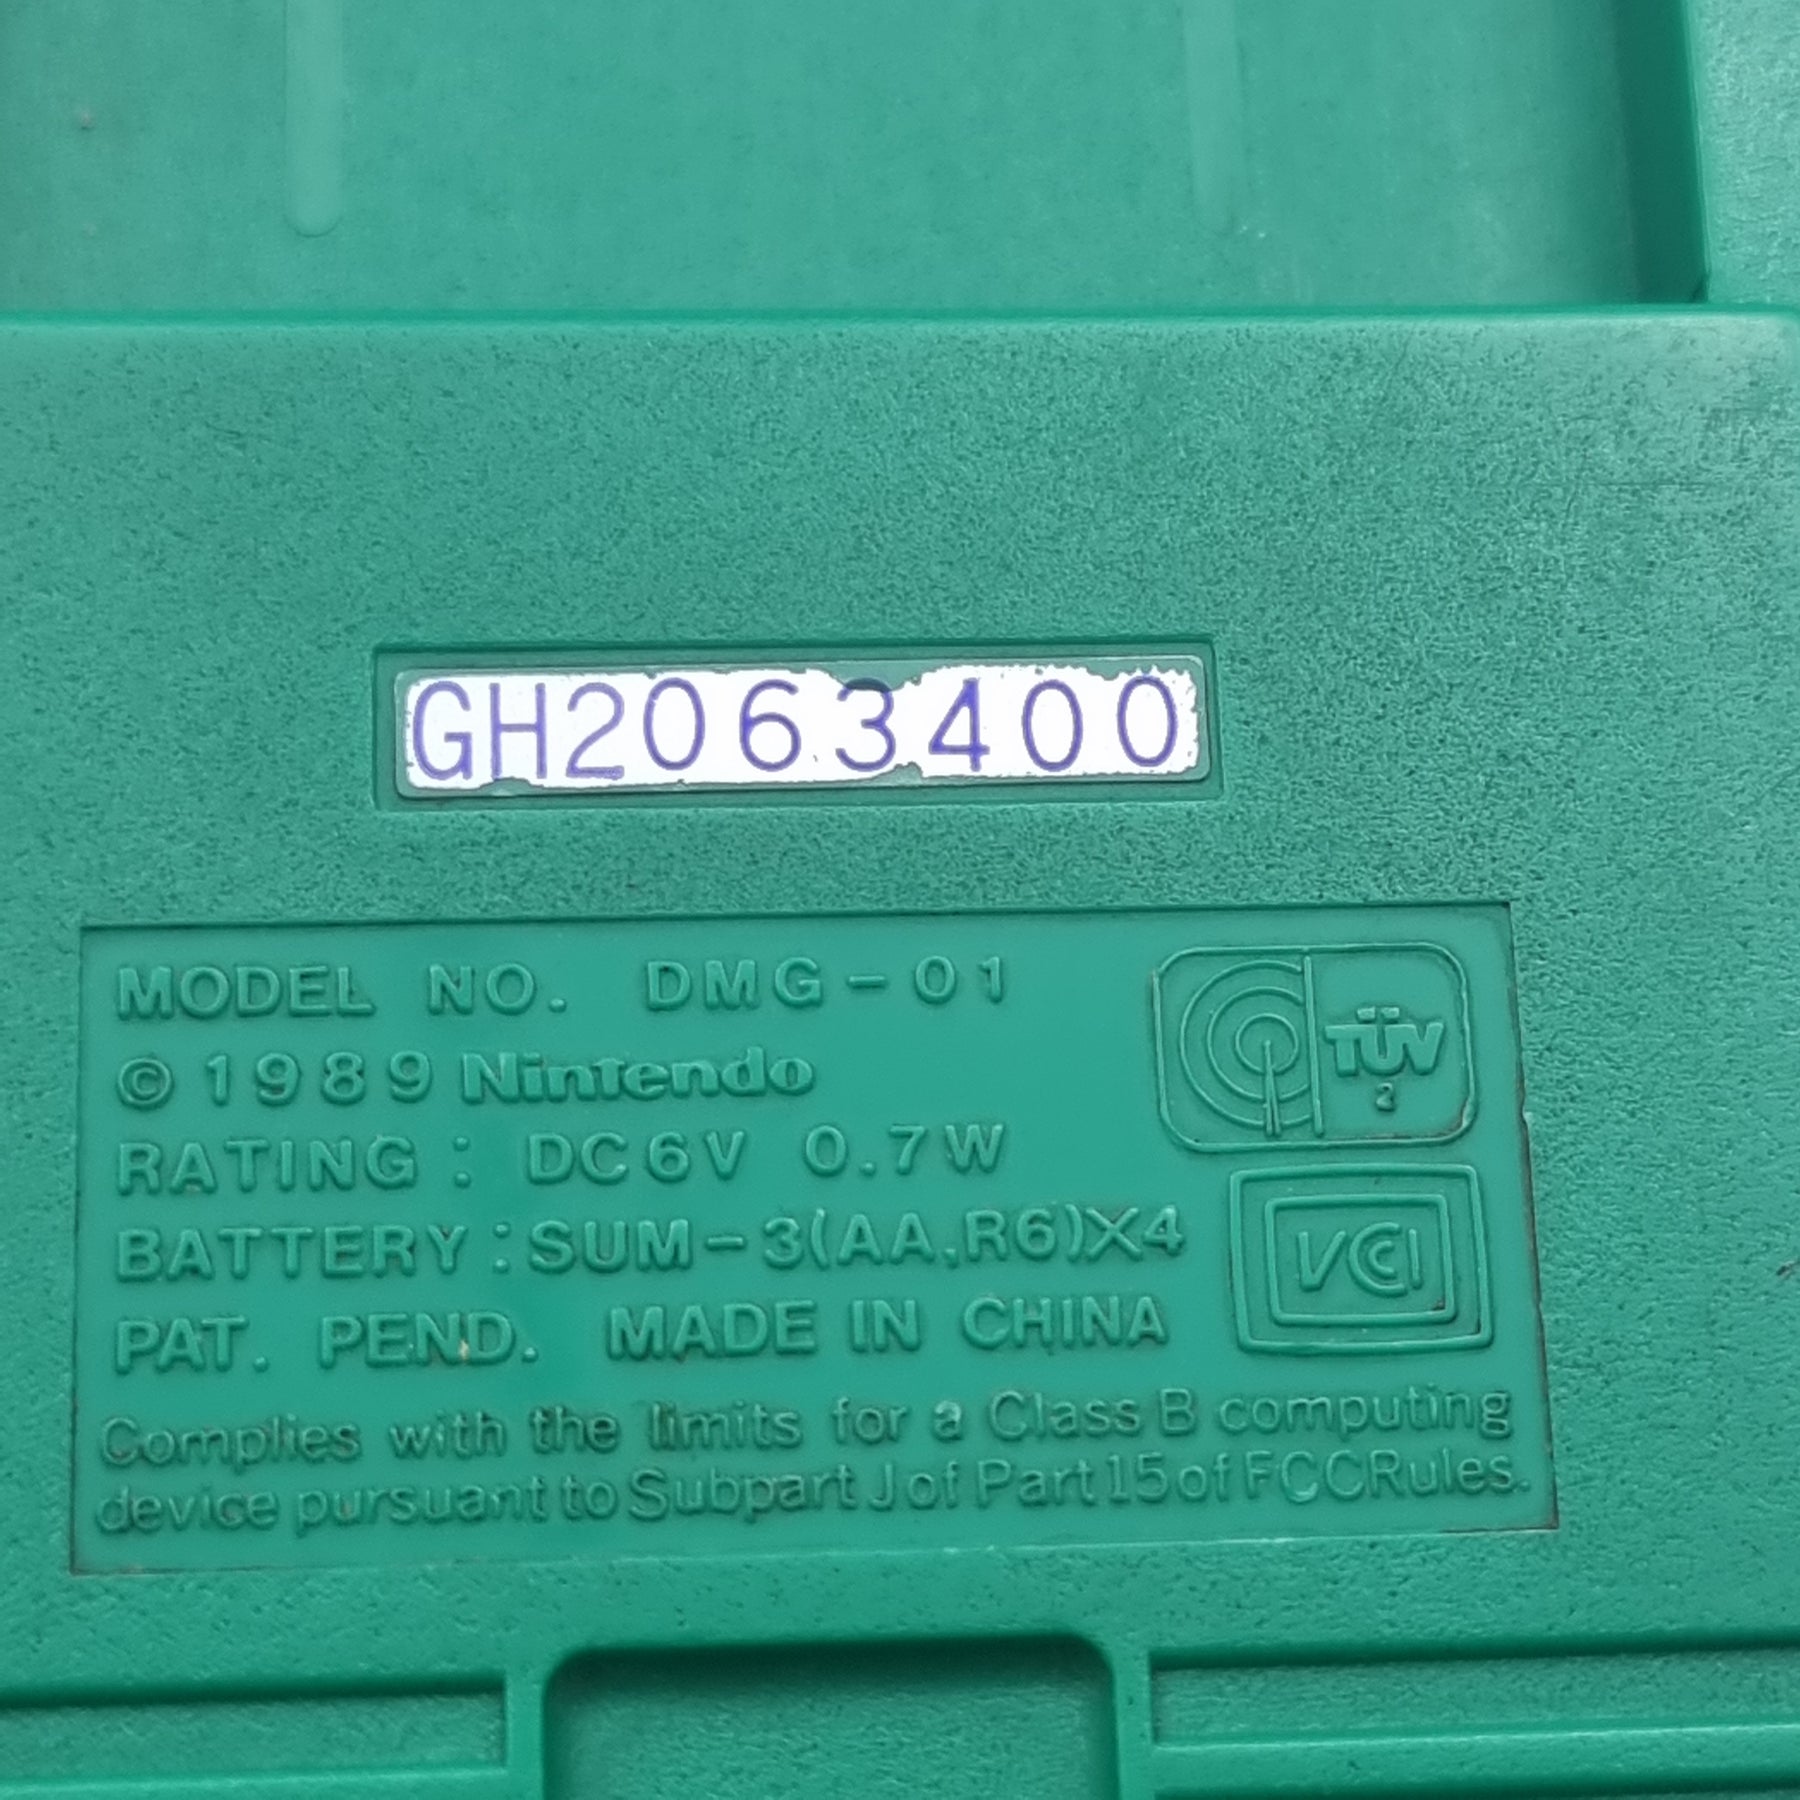 GH2063400
MODEL NO. DMG-01
© 1989 Nintendo
TÜV
2
RATING: DC6V 0.7W
BATTERY:SUM-3(AA,R6)X4
VCCI
PAT. PEND. MADE IN CHINA
Complies with the limits for a Class B computing
device pursuant to Subpart J of Part 15 of FCC Rules.